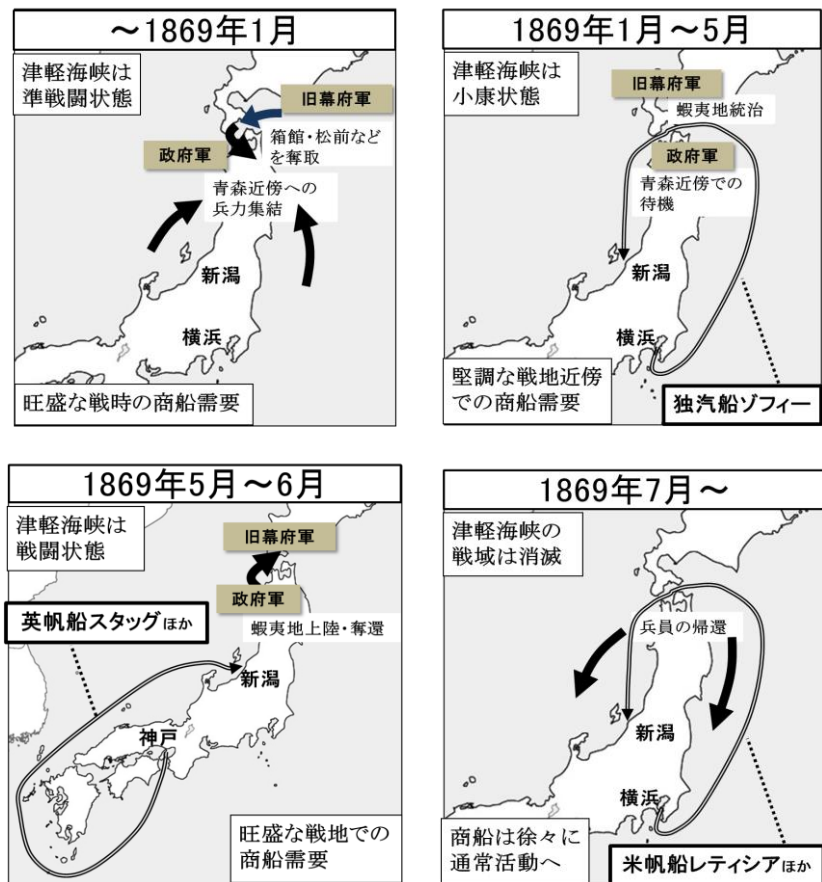 ～1869年1月
津軽海峡は
準戦闘状態
旧幕府軍
箱館・松前など
を奪取
政府軍
青森近傍への
兵力集結
新潟
横浜
旺盛な戦時の商船需要
1869年1月～5月
津軽海峡は
小康状態
旧幕府軍
蝦夷地統治
政府軍
青森近傍での
待機
新潟
横浜
堅調な戦地近傍
での商船需要
独汽船ゾフィー
1869年5月～6月
津軽海峡は
戦闘状態
旧幕府軍
政府軍
英帆船スタッグほか
蝦夷地上陸・奪還
新潟
神戸
旺盛な戦地での
商船需要
1869年7月～
津軽海峡の
戦域は消滅
兵員の帰還
新潟
横浜
商船は徐々に
通常活動へ
米帆船レティシアほか